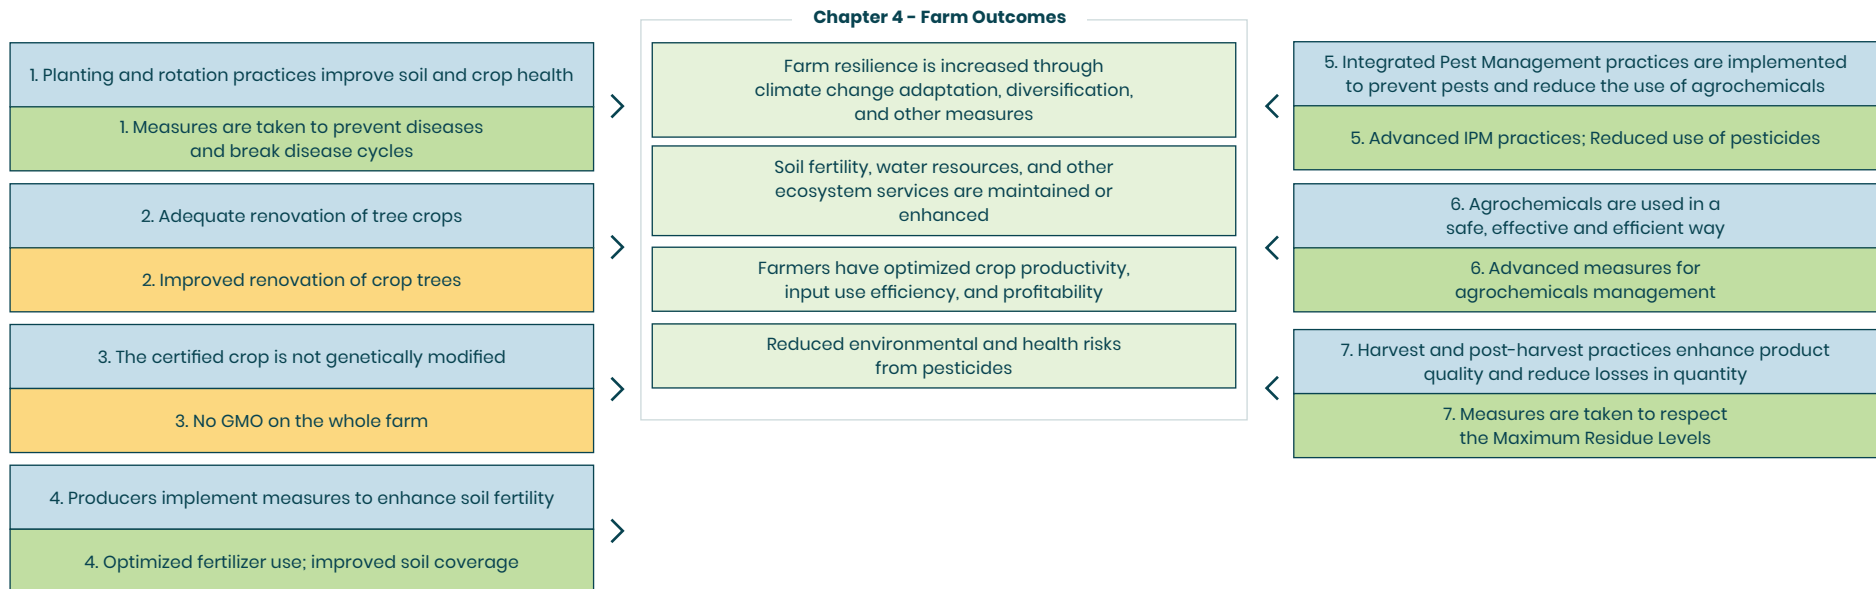 Chapter 4 - Farm Outcomes
1. Planting and rotation practices improve soil and crop health
1. Measures are taken to prevent diseases
and break disease cycles
2. Adequate renovation of tree crops
2. Improved renovation of crop trees
3. The certified crop is not genetically modified
3. No GMO on the whole farm
4. Producers implement measures to enhance soil fertility
4. Optimized fertilizer use; improved soil coverage
Farm resilience is increased through
climate change adaptation, diversification,
and other measures
Soil fertility, water resources, and other
ecosystem services are maintained or
enhanced
Farmers have optimized crop productivity,
input use efficiency, and profitability
Reduced environmental and health risks
from pesticides
5. Integrated Pest Management practices are implemented
to prevent pests and reduce the use of agrochemicals
5. Advanced IPM practices; Reduced use of pesticides
6. Agrochemicals are used in a
safe, effective and efficient way
6. Advanced measures for
agrochemicals management
7. Harvest and post-harvest practices enhance product
quality and reduce losses in quantity
7. Measures are taken to respect
the Maximum Residue Levels